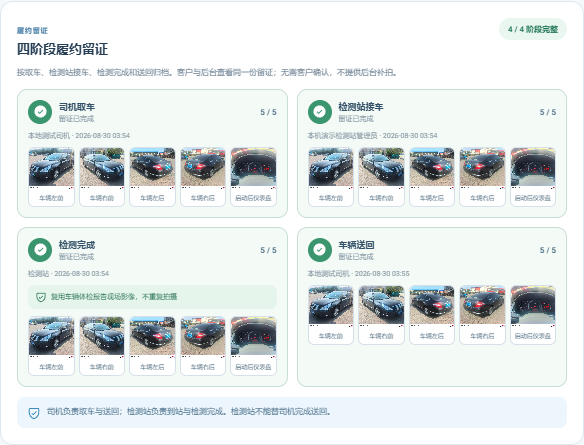 履约留证
四阶段履约留证
4 / 4 阶段完整
按取车、检测站接车、检测完成和送回归档。客户与后台查看同一份留证；无需客户确认，不提供后台补拍。
司机取车
留证已完成
5 / 5
本地测试司机 · 2026-08-30 03:54
车辆左前 车辆右前 车辆左后 车辆右后 启动后仪表盘
检测站接车
留证已完成
5 / 5
本机演示检测站管理员 · 2026-08-30 03:54
车辆左前 车辆右前 车辆左后 车辆右后 启动后仪表盘
检测完成
留证已完成
5 / 5
检测站 · 2026-08-30 03:54
复用车辆体检报告现场影像，不重复拍摄
车辆左前 车辆右前 车辆左后 车辆右后 启动后仪表盘
车辆送回
留证已完成
5 / 5
本地测试司机 · 2026-08-30 03:55
车辆左前 车辆右前 车辆左后 车辆右后 启动后仪表盘
司机负责取车与送回；检测站负责到站与检测完成。检测站不能替司机完成送回。